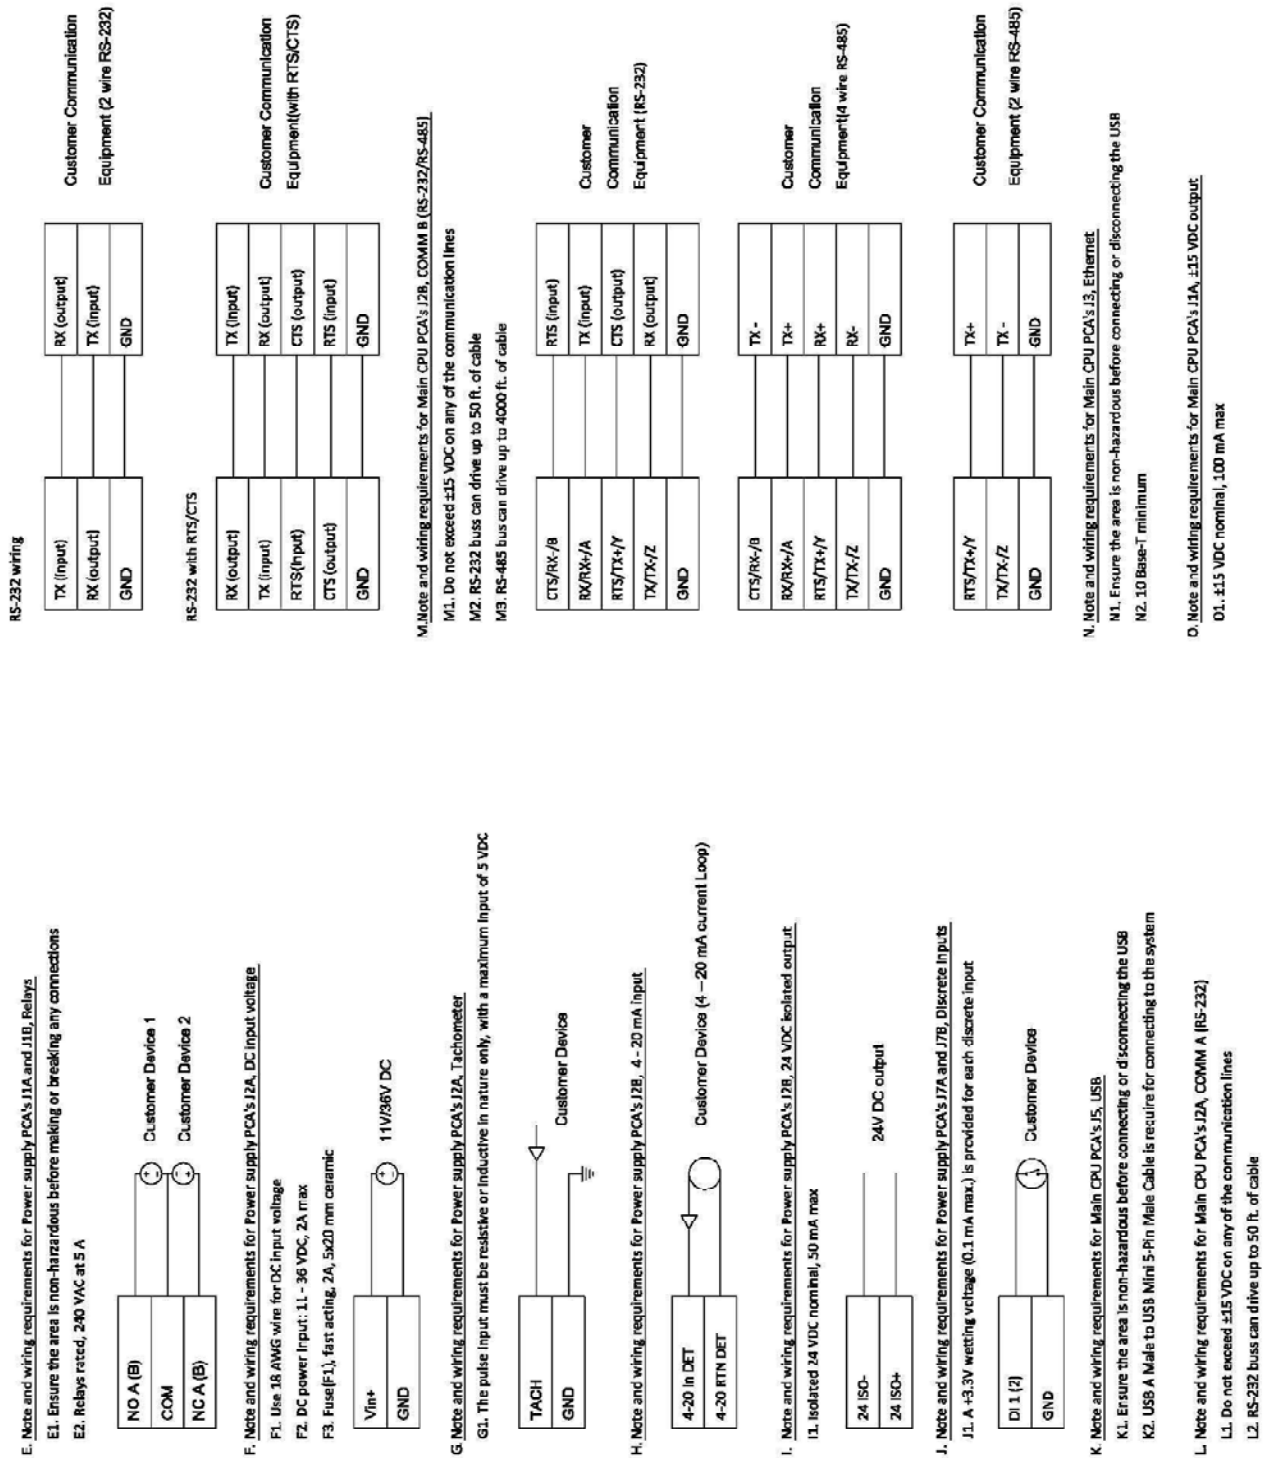 E. Note and wiring requirements for Power supply PCA's J1A and J1B, Relays
E1. Ensure the area is non-harzardous before making or breaking any connections
E2. Relays rated, 240 VAC at 5 A
NO A (B)
COM
NC A (B)
Customer Device 1
Customer Device 2
F. Note and wiring requirements for Power supply PCA's J2A, DC input voltage
F1. Use 18 AWG wire for DC input voltage
F2. DC power Input: 11 - 36 VDC, 2A max
F3. Fuse(F1), fast acting, 2A, 5x20 mm ceramic
Vin+
GND
11V/36V DC
G. Note and wiring requirements for Power supply PCA's J2A, Tachometer
G1. The pulse input must be resistive or inductive in nature only, with a maximum input of 5 VDC
TACH
GND
Customer Device
H. Note and wiring requirements for Power supply PCA's J2B, 4 - 20 mA input
4-20 In DET
4-20 RTN DET
Customer Device (4 – 20 mA current Loop)
I. Note and wiring requirements for Power supply PCA's J2B, 24 VDC isolated output
I1. Isolated 24 VDC nominal, 50 mA max
24 ISO-
24 ISO+
24V DC output
J. Note and wiring requirements for Power supply PCA's J7A and J7B, Discrete Inputs
J1. A +3.3V wetting voltage (0.1 mA max.) is provided for each discrete input
DI 1 (2)
GND
Customer Device
K. Note and wiring requirements for Main CPU PCA's J5, USB
K1. Ensure the area is non-hazardous before connecting or disconnecting the USB
K2. USB A Male to USB Mini 5-Pin Male Cable is recuire for connecting to the system
L. Note and wiring requirements for Main CPU PCA's J2A, COMM A (RS-232)
L1. Do not exceed ±15 VDC on any of the communication lines
L2. RS-232 buss can drive up to 50 ft. of cable
RS-232 wiring
TX (input)
RX (output)
GND
RX (output)
TX (input)
GND
Customer Communication
Equipment (2 wire RS-232)
RS-232 with RTS/CTS
RX (output)
TX (input)
RTS(input)
CTS (output)
GND
TX (input)
RX (output)
CTS (output)
RTS (input)
GND
Customer Communication
Equipment(with RTS/CTS)
M.Note and wiring requirements for Main CPU PCA's J2B, COMM B (RS-232/RS-485)
M1. Do not exceed ±15 VDC on any of the communication lines
M2. RS-232 buss can drive up to 50 ft. of cable
M3. RS-485 bus can drive up to 4000 ft. of cable
CTS/RX-/B
RX/RX+/A
RTS/TX+/Y
TX/TX-/Z
GND
RTS (input)
TX (input)
CTS (output)
RX (output)
GND
Customer
Communication
Equipment (RS-232)
CTS/RX-/B
RX/RX+/A
RTS/TX+/Y
TX/TX-/Z
GND
TX-
TX+
RX+
RX-
GND
Customer
Communication
Equipment(4 wire RS-485)
RTS/TX+/Y
TX/TX-/Z
GND
TX+
TX -
GND
Customer Communication
Equipment (2 wire RS-485)
N. Note and wiring requirements for Main CPU PCA's J3, Ethernet
N1. Ensure the area is non-hazardous before connecting or disconnecting the USB
N2. 10 Base-T minimum
O. Note and wiring requirements for Main CPU PCA's J1A, ±15 VDC output
O1. ±15 VDC nominal, 100 mA max